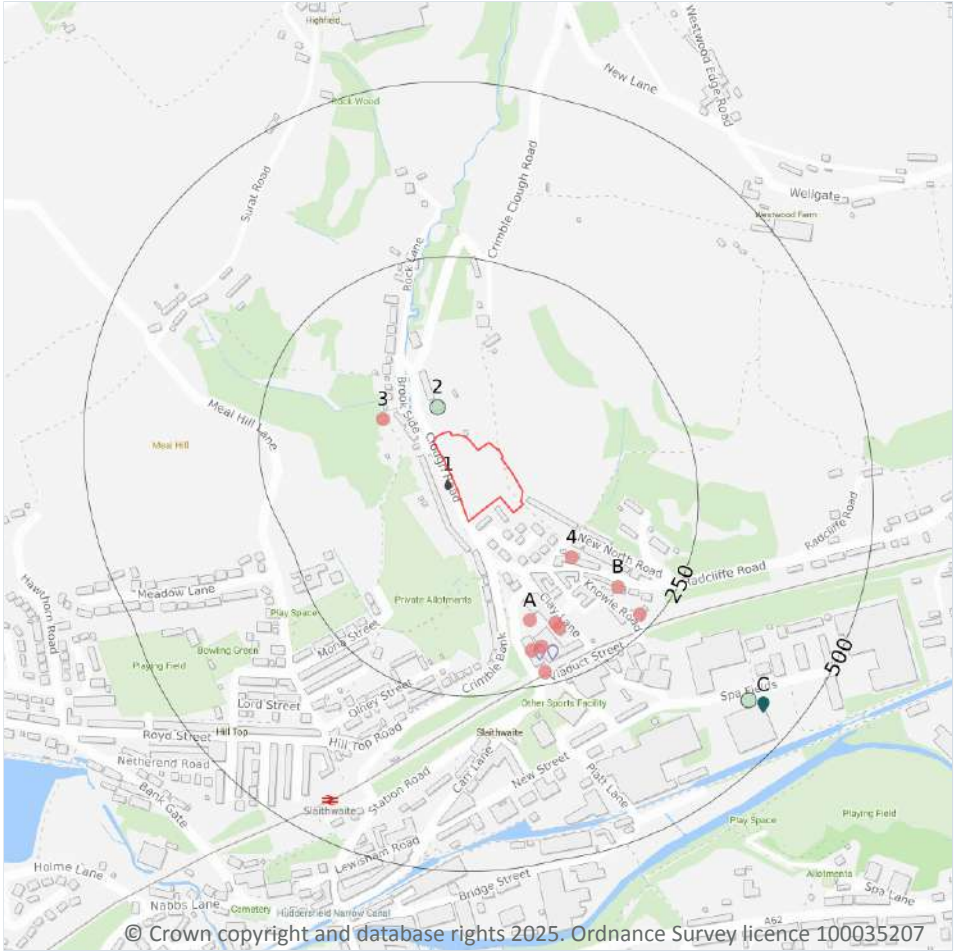 Highfield
Rock Wood
New Lane
Westwood Edge Road
Surat Road
Crimble Clough Road
Wellgate
Westwood Farm
Rock Lane
Meal Hill Lane
Meal Hill
Brook Side
3
2
Clough Road
1
4
New North Road
B
Radcliffe Road
Radcliffe Road
250
Knowle Road
A
Clay Lane
Hawthorn Road
Meadow Lane
Play Space
Private Allotments
Mona Street
Bowling Green
Playing Field
Crimble Bank
Viaduct Street
500
Olney Street
Lord Street
Spa Fields
C
Other Sports Facility
Royd Street
Hill Top
Hill Top Road
Slaithwaite
Netherend Road
Carr Lane
New Street
Platt Lane
Bank Gate
Station Road
Slaithwaite
Play Space
Playing Field
Lewisham Road
Holme Lane
Bridge Street
Allotments
Spa Lane
Nabbs Lane
Cemetery
Huddersfield Narrow Canal
A62
© Crown copyright and database rights 2025. Ordnance Survey licence 100035207